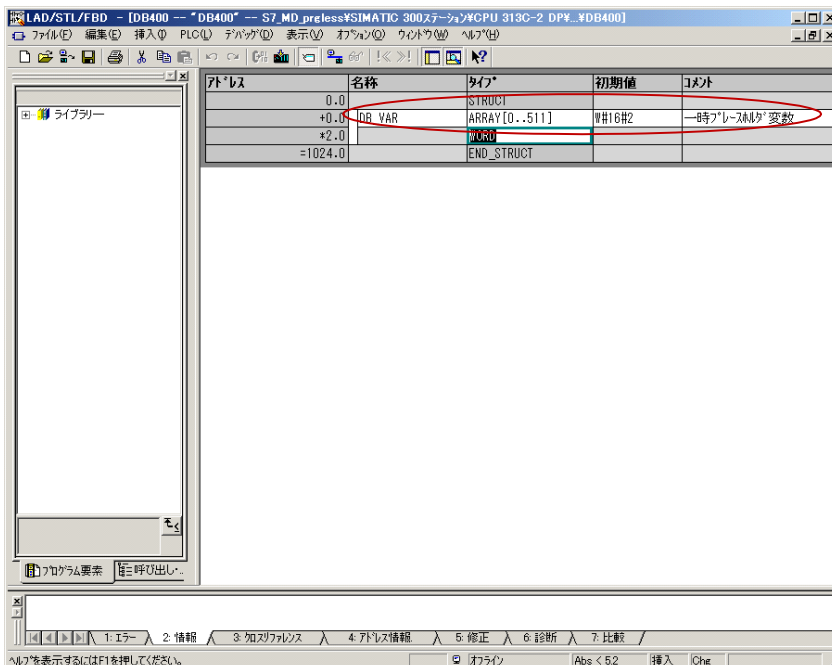 LAD/STL/FBD - [DB400 -- "DB400" -- S7_MD_prgless¥SIMATIC 300ステーション¥CPU 313C-2 DP¥...¥DB400]
ファイル(F) 編集(E) 挿入(I) PLC(L) デバッグ(D) 表示(V) オプション(O) ウィンドウ(W) ヘルプ(H)
アドレス 名称 タイプ 初期値 コメント
0.0 STRUCT
+0.0 DB_VAR ARRAY[0..511] W#16#2 一時プレースホルダ変数
*2.0 WORD
=1024.0 END_STRUCT
ライブラリー
プログラム要素 呼び出し・..
1: エラー 2: 情報 3: クロスリファレンス 4: アドレス情報. 5: 修正 6: 診断 7: 比較
ヘルプを表示するにはF1を押してください。 オフライン Abs < 5.2 挿入 Chg